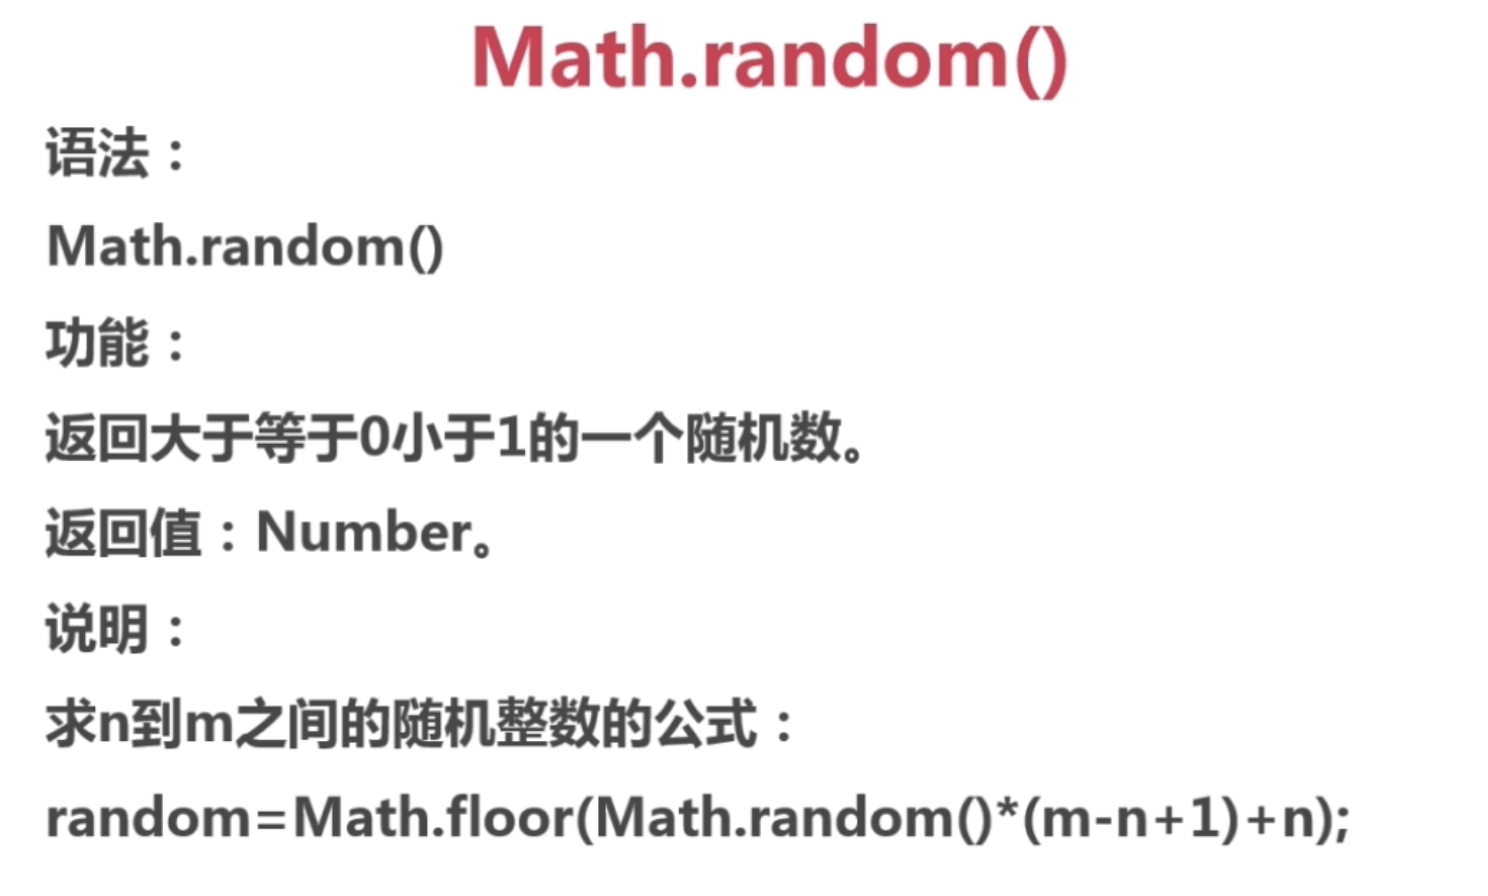 Math.random()
语法：
Math.random()
功能：
返回大于等于0小于1的一个随机数。
返回值：Number。
说明：
求n到m之间的随机整数的公式：
random=Math.floor(Math.random()*(m-n+1)+n);